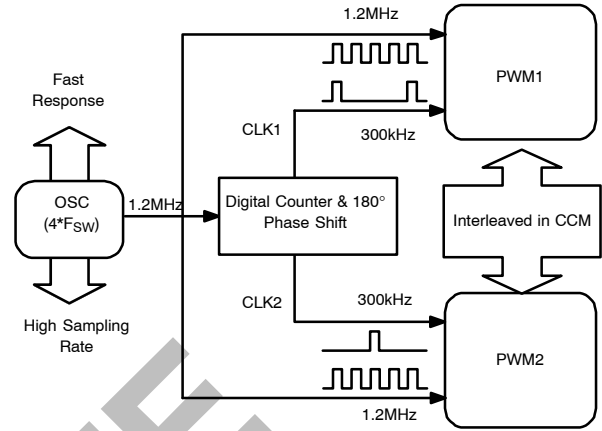 1.2MHz
PWM1
Fast
Response
CLK1
300kHz
OSC
(4*FSW)
1.2MHz
Digital Counter & 180°
Phase Shift
Interleaved in CCM
CLK2
300kHz
High Sampling
Rate
PWM2
1.2MHz